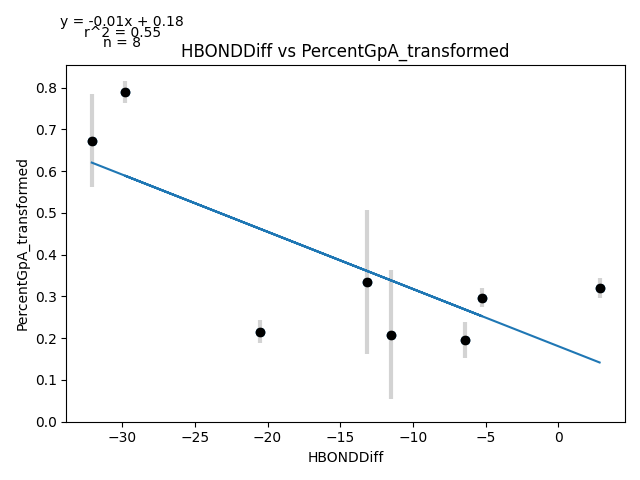 y = -0.01x + 0.18
r^2 = 0.55
n = 8
HBONDDiff vs PercentGpA_transformed
PercentGpA_transformed
0.8
0.7
0.6
0.5
0.4
0.3
0.2
0.1
0.0
−30
−25
−20
−15
−10
−5
0
HBONDDiff